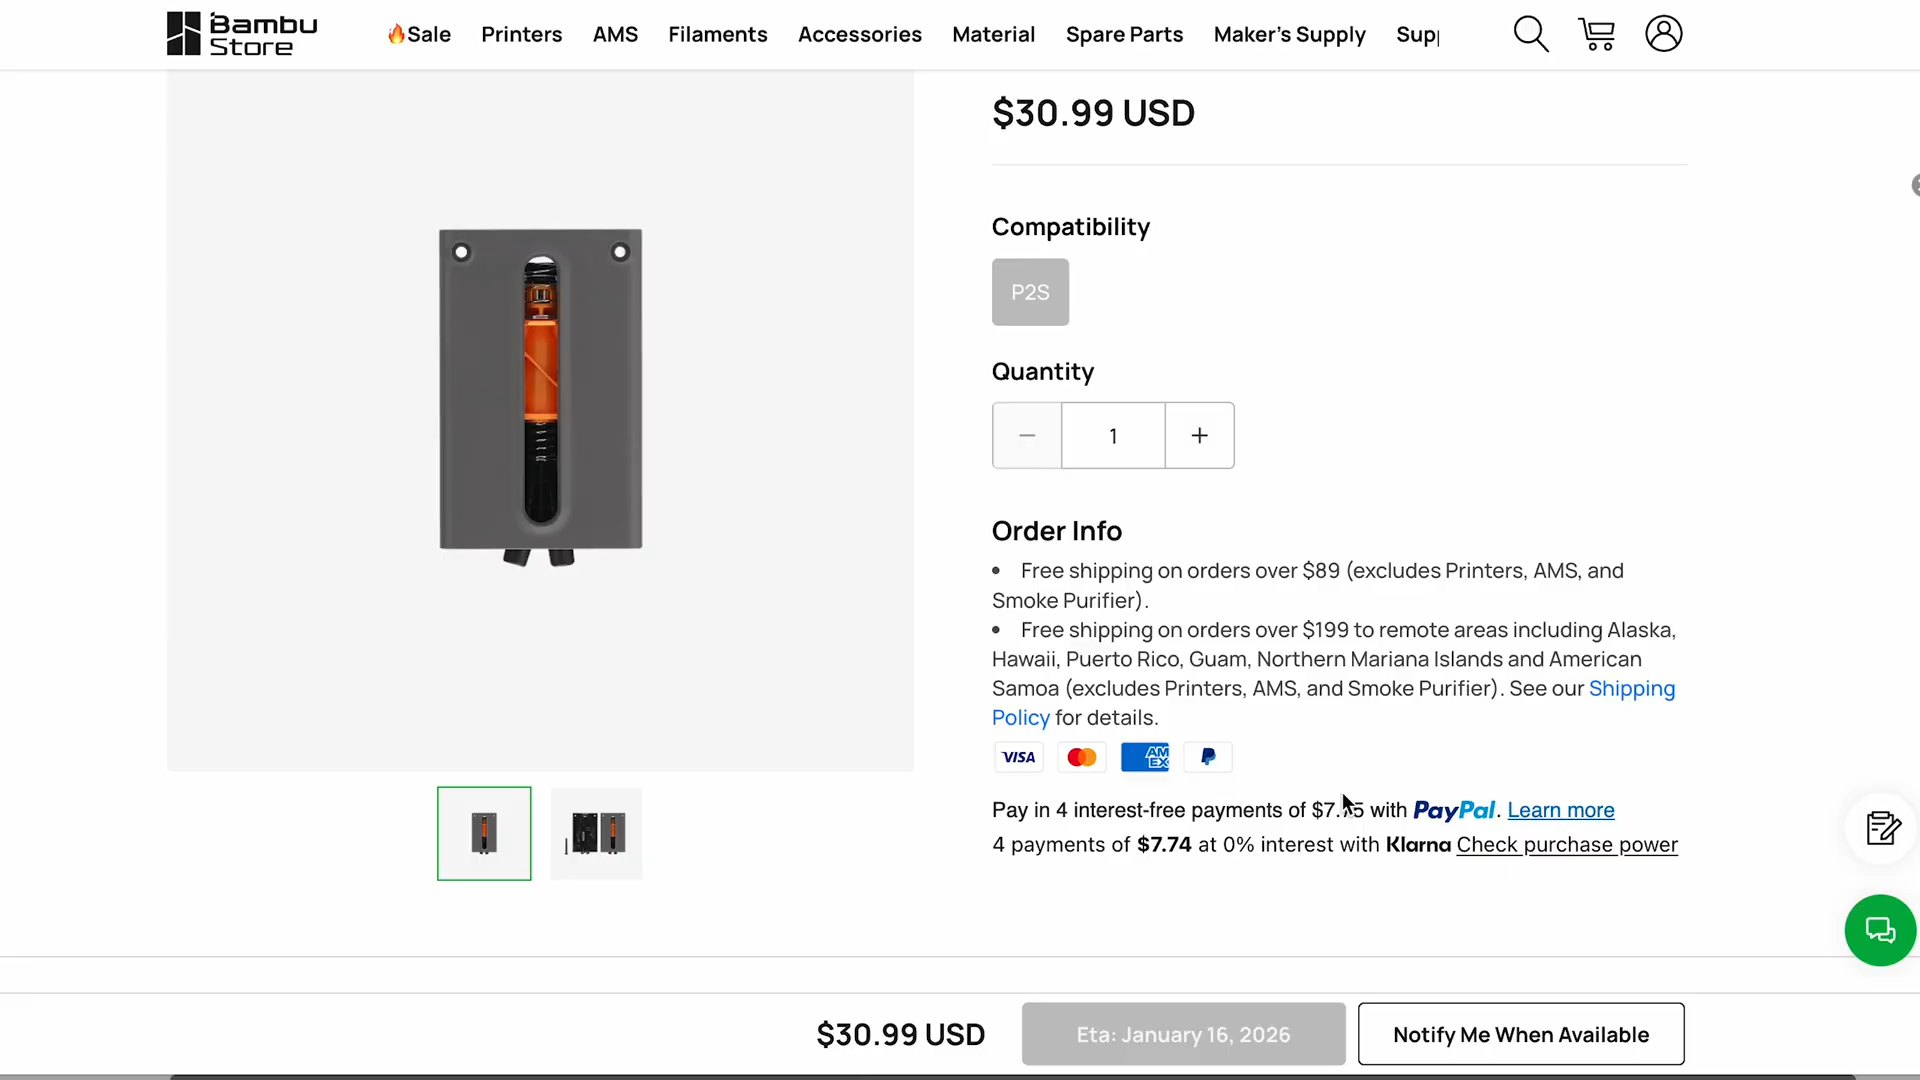 Bambu
Store
Sale
Printers
AMS
Filaments
Accessories
Material
Spare Parts
Maker's Supply
Sup
$30.99 USD
Compatibility
P2S
Quantity
1
Order Info
• Free shipping on orders over $89 (excludes Printers, AMS, and
Smoke Purifier).
• Free shipping on orders over $199 to remote areas including Alaska,
Hawaii, Puerto Rico, Guam, Northern Mariana Islands and American
Samoa (excludes Printers, AMS, and Smoke Purifier). See our Shipping
Policy for details.
VISA
AM
EX
Pay in 4 interest-free payments of $7.75 with PayPal. Learn more
4 payments of $7.74 at 0% interest with Klarna Check purchase power
$30.99 USD
Eta: January 16, 2026
Notify Me When Available